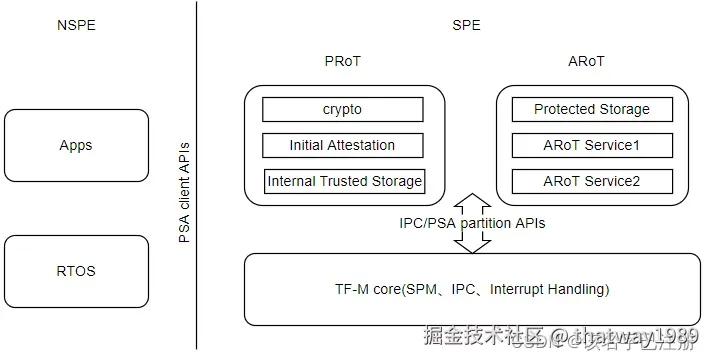 NSPE
SPE
PRoT
ARoT
Apps
RTOS
PSA client APIs
crypto
Initial Attestation
Internal Trusted Storage
Protected Storage
ARoT Service1
ARoT Service2
IPC/PSA partition APIs
TF-M core(SPM、IPC、Interrupt Handling)
掘金技术社区 @ thatway1989